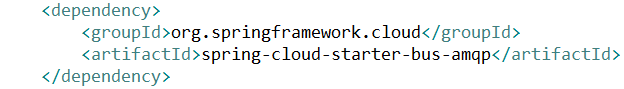 <dependency>
<groupId>org.springframework.cloud</groupId>
<artifactId>spring-cloud-starter-bus-amqp</artifactId>
</dependency>